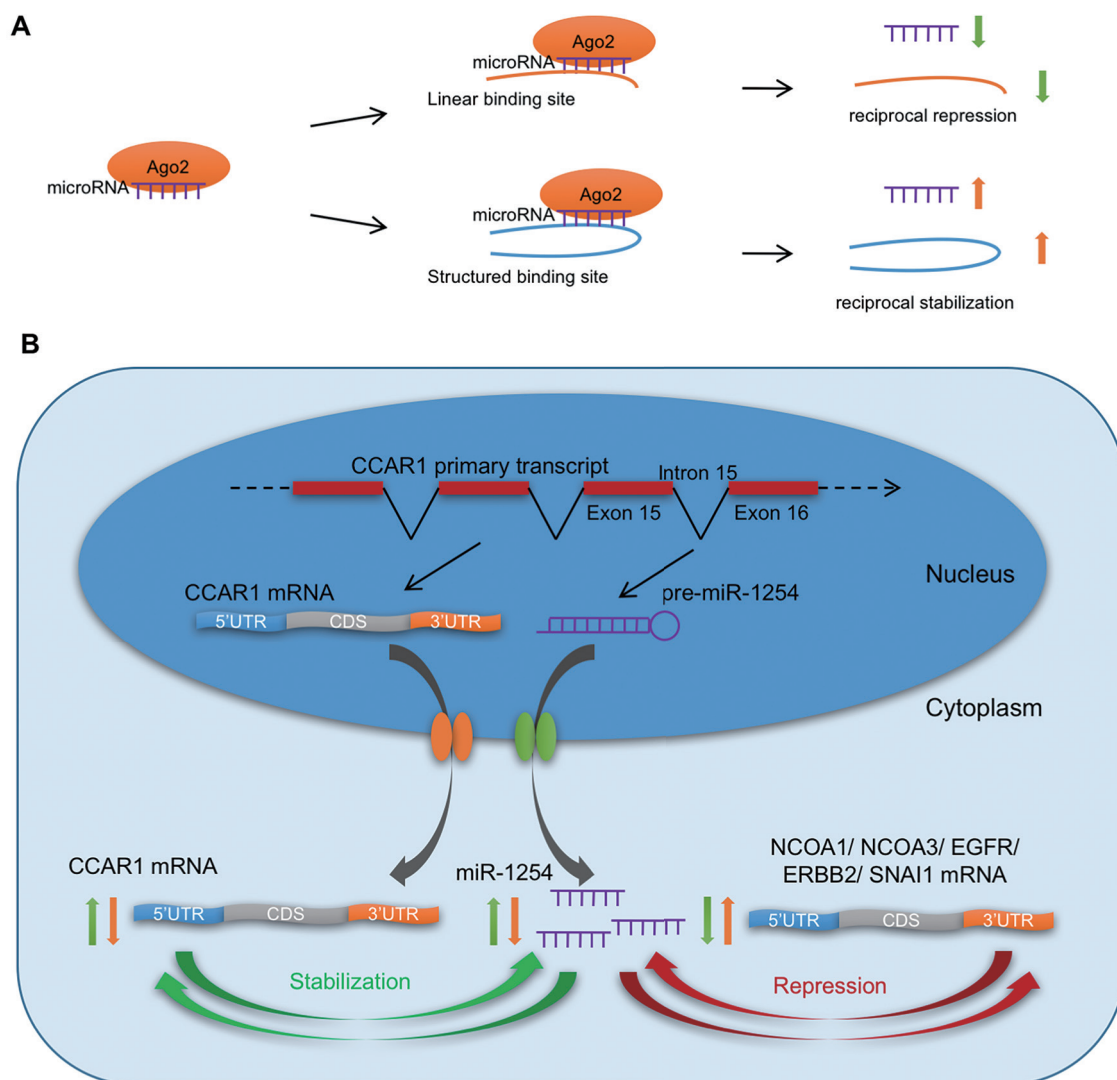 A
Ago2
microRNA
Ago2
microRNA
Linear binding site
reciprocal repression
Ago2
microRNA
Structured binding site
reciprocal stabilization
B
CCAR1 primary transcript
Intron 15
Exon 15
Exon 16
Nucleus
CCAR1 mRNA
5'UTR CDS 3'UTR
pre-miR-1254
Cytoplasm
CCAR1 mRNA
5'UTR CDS 3'UTR
miR-1254
NCOA1/ NCOA3/ EGFR/
ERBB2/ SNAI1 mRNA
5'UTR CDS 3'UTR
Stabilization
Repression